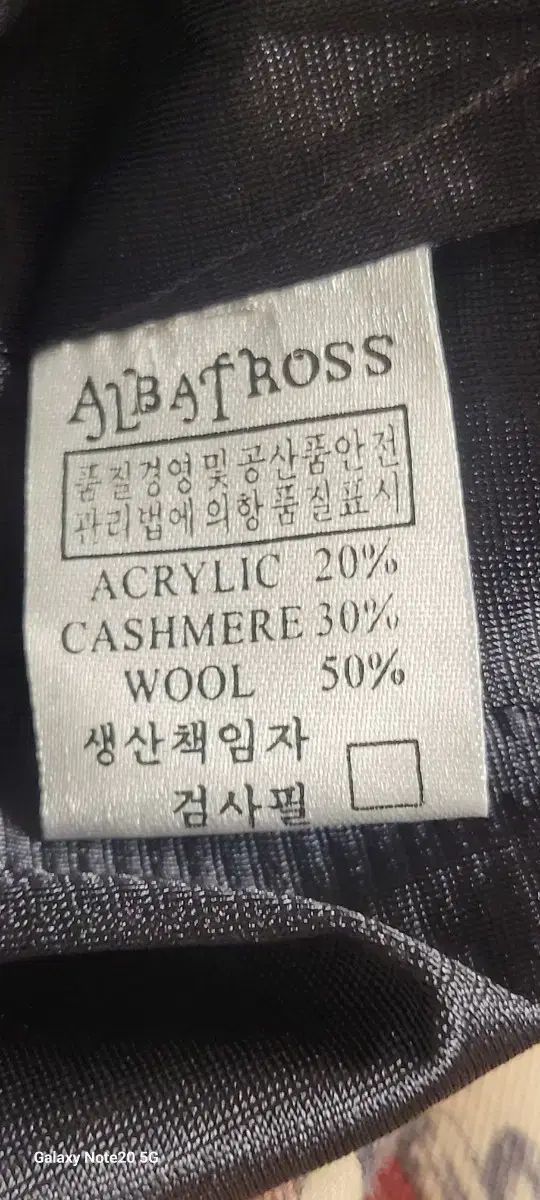 ALBATROSS
품질경영 및 공산품안전
관리법에 의항 품실표시
ACRYLIC 20%
CASHMERE 30%
WOOL 50%
생산책임자
검사필
Galaxy Note20 5G